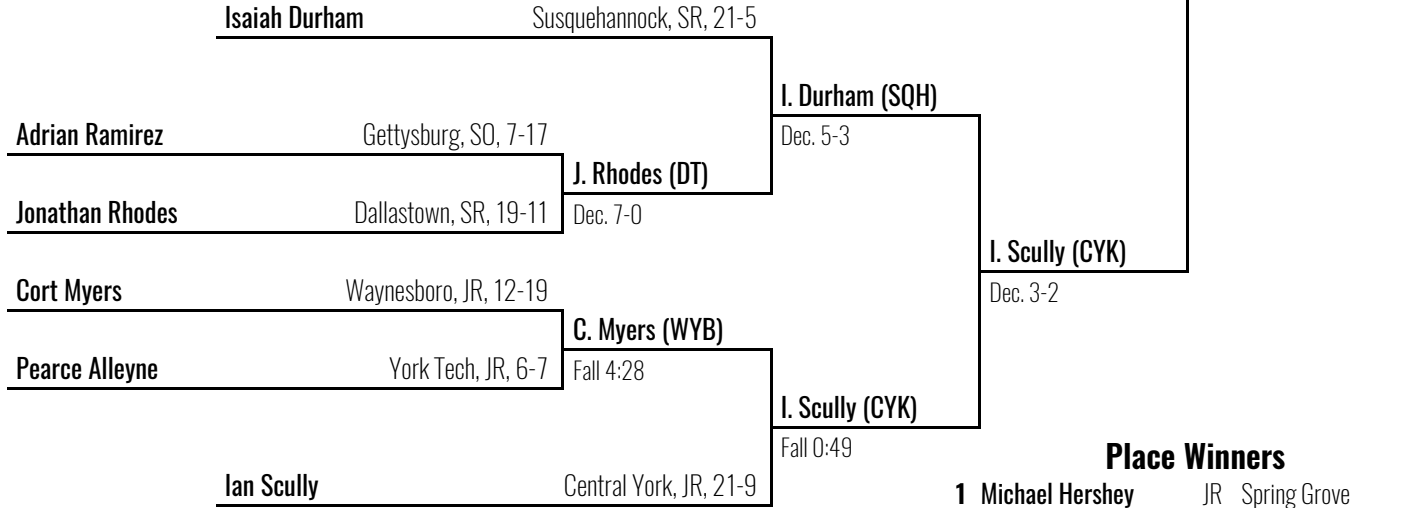 Isaiah Durham Susquehannock, SR, 21-5
I. Durham (SQH)
Adrian Ramirez Gettysburg, SO, 7-17
Dec. 5-3
J. Rhodes (DT)
Jonathan Rhodes Dallastown, SR, 19-11
Dec. 7-0
I. Scully (CYK)
Cort Myers Waynesboro, JR, 12-19
Dec. 3-2
C. Myers (WYB)
Pearce Alleyne York Tech, JR, 6-7
Fall 4:28
I. Scully (CYK)
Fall 0:49
Place Winners
Ian Scully Central York, JR, 21-9
1 Michael Hershey JR Spring Grove